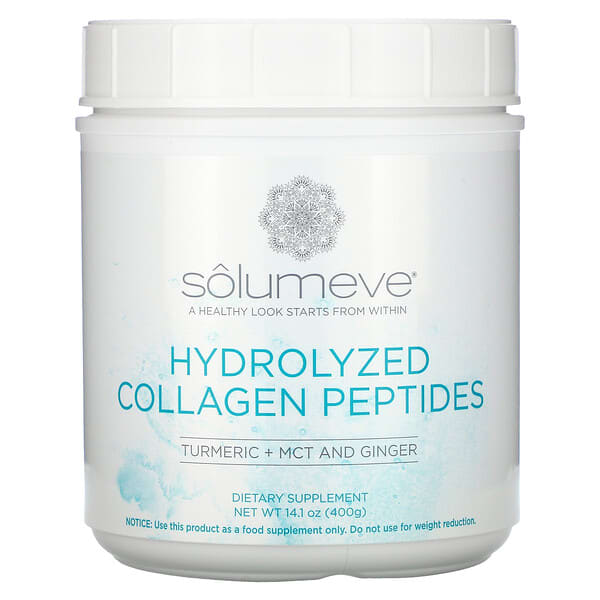 sôlumeve®
A HEALTHY LOOK STARTS FROM WITHIN
HYDROLYZED
COLLAGEN PEPTIDES
TURMERIC + MCT AND GINGER
DIETARY SUPPLEMENT
NET WT 14.1 oz (400g)
NOTICE: Use this product as a food supplement only. Do not use for weight reduction.